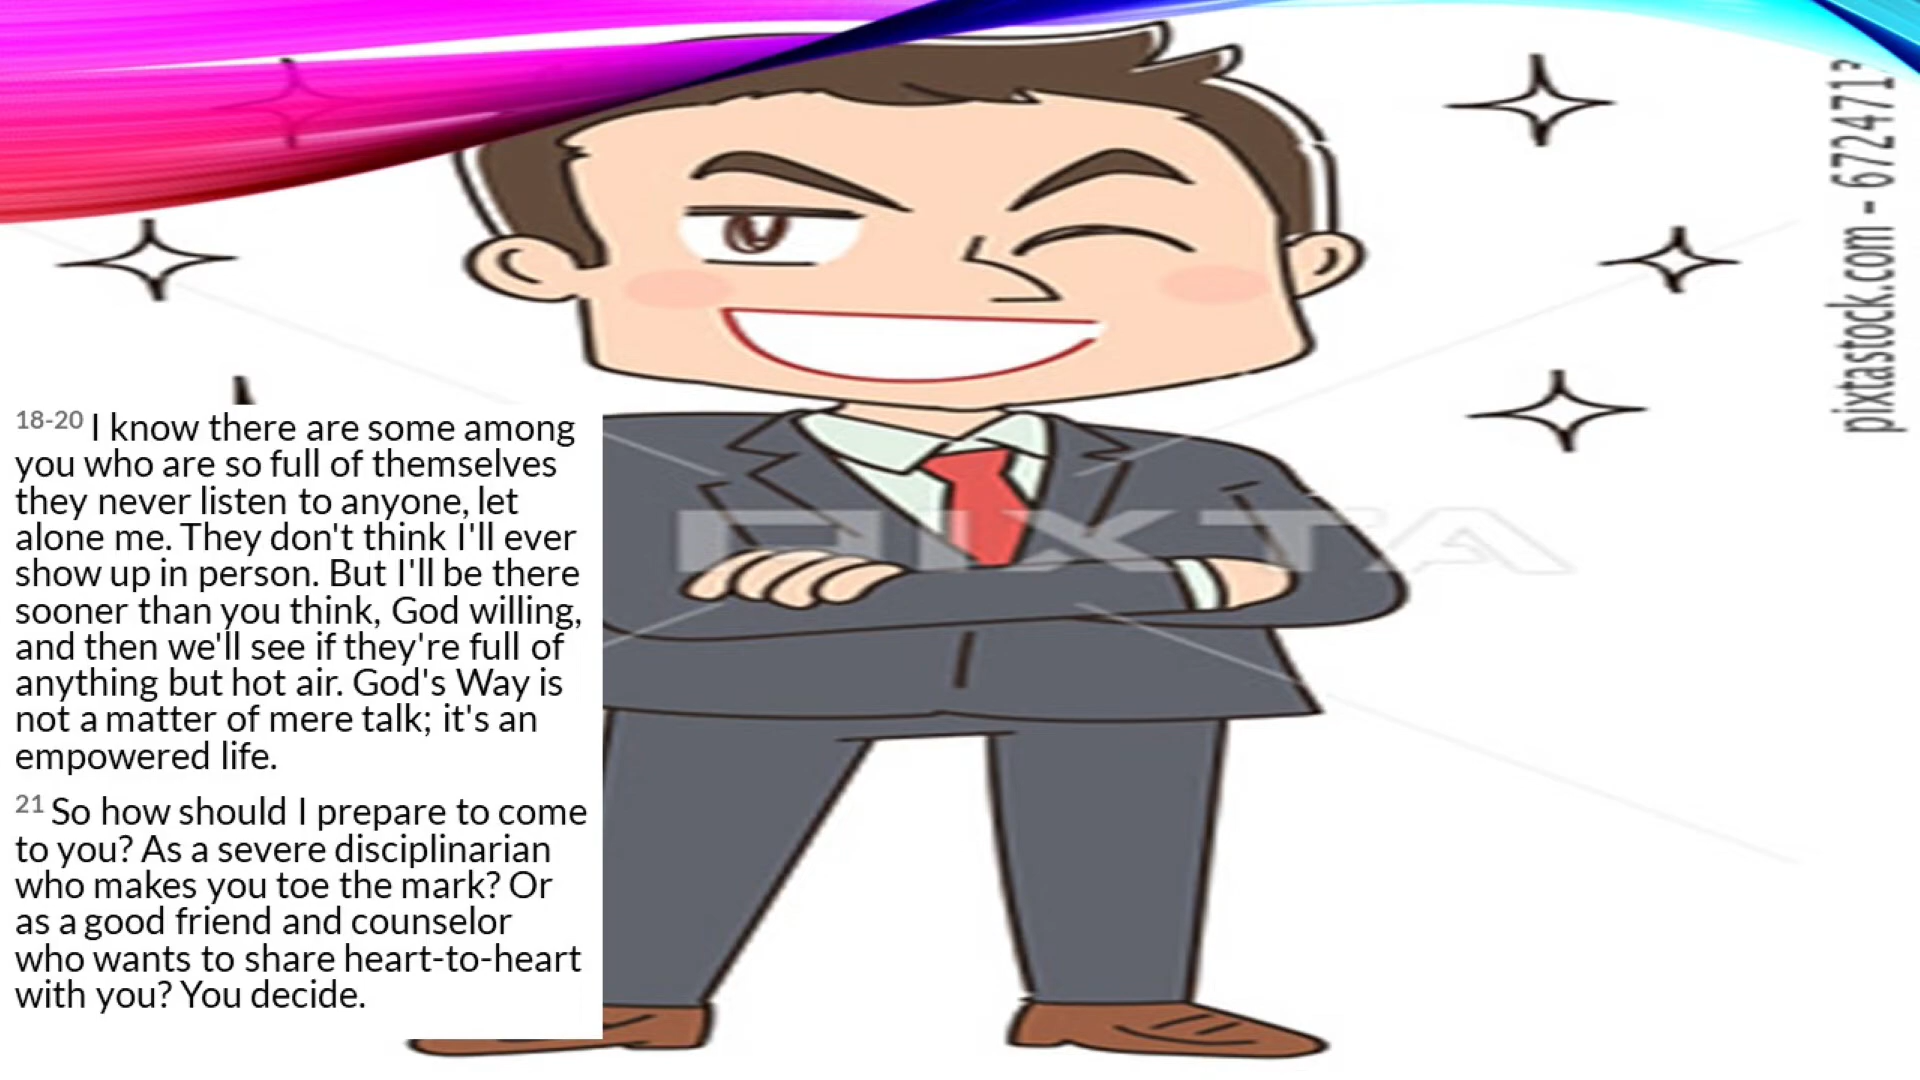 18-20 I know there are some among
you who are so full of themselves
they never listen to anyone, let
alone me. They don't think I'll ever
show up in person. But I'll be there
sooner than you think, God willing,
and then we'll see if they're full of
anything but hot air. God's Way is
not a matter of mere talk; it's an
empowered life.
21 So how should I prepare to come
to you? As a severe disciplinarian
who makes you toe the mark? Or
as a good friend and counselor
who wants to share heart-to-heart
with you? You decide.
PIXTA
pixtastock.com -